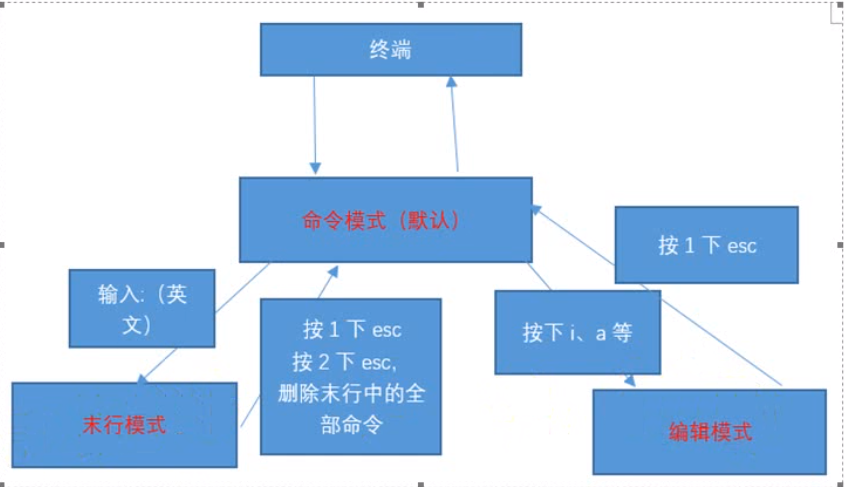 终端
命令模式（默认）
按 1 下 esc
输入:（英
文）
按 1 下 esc
按 2 下 esc,
删除末行中的全
部命令
按下 i、a 等
末行模式
编辑模式